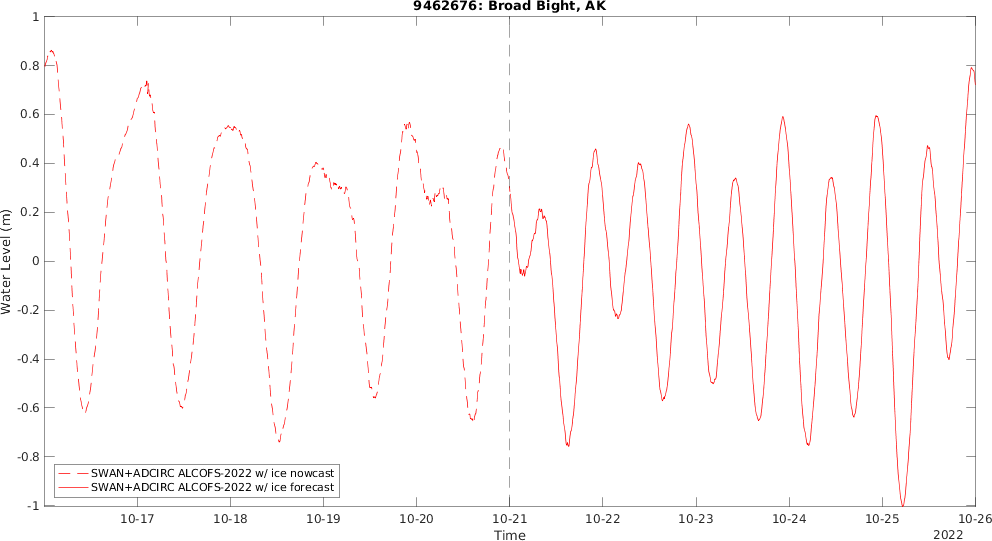 9462676: Broad Bight, AK
Water Level (m)
1
0.8
0.6
0.4
0.2
0
-0.2
-0.4
-0.6
-0.8
-1
SWAN+ADCIRC ALCOFS-2022 w/ ice nowcast
SWAN+ADCIRC ALCOFS-2022 w/ ice forecast
10-17 10-18 10-19 10-20 10-21 10-22 10-23 10-24 10-25 10-26
Time
2022